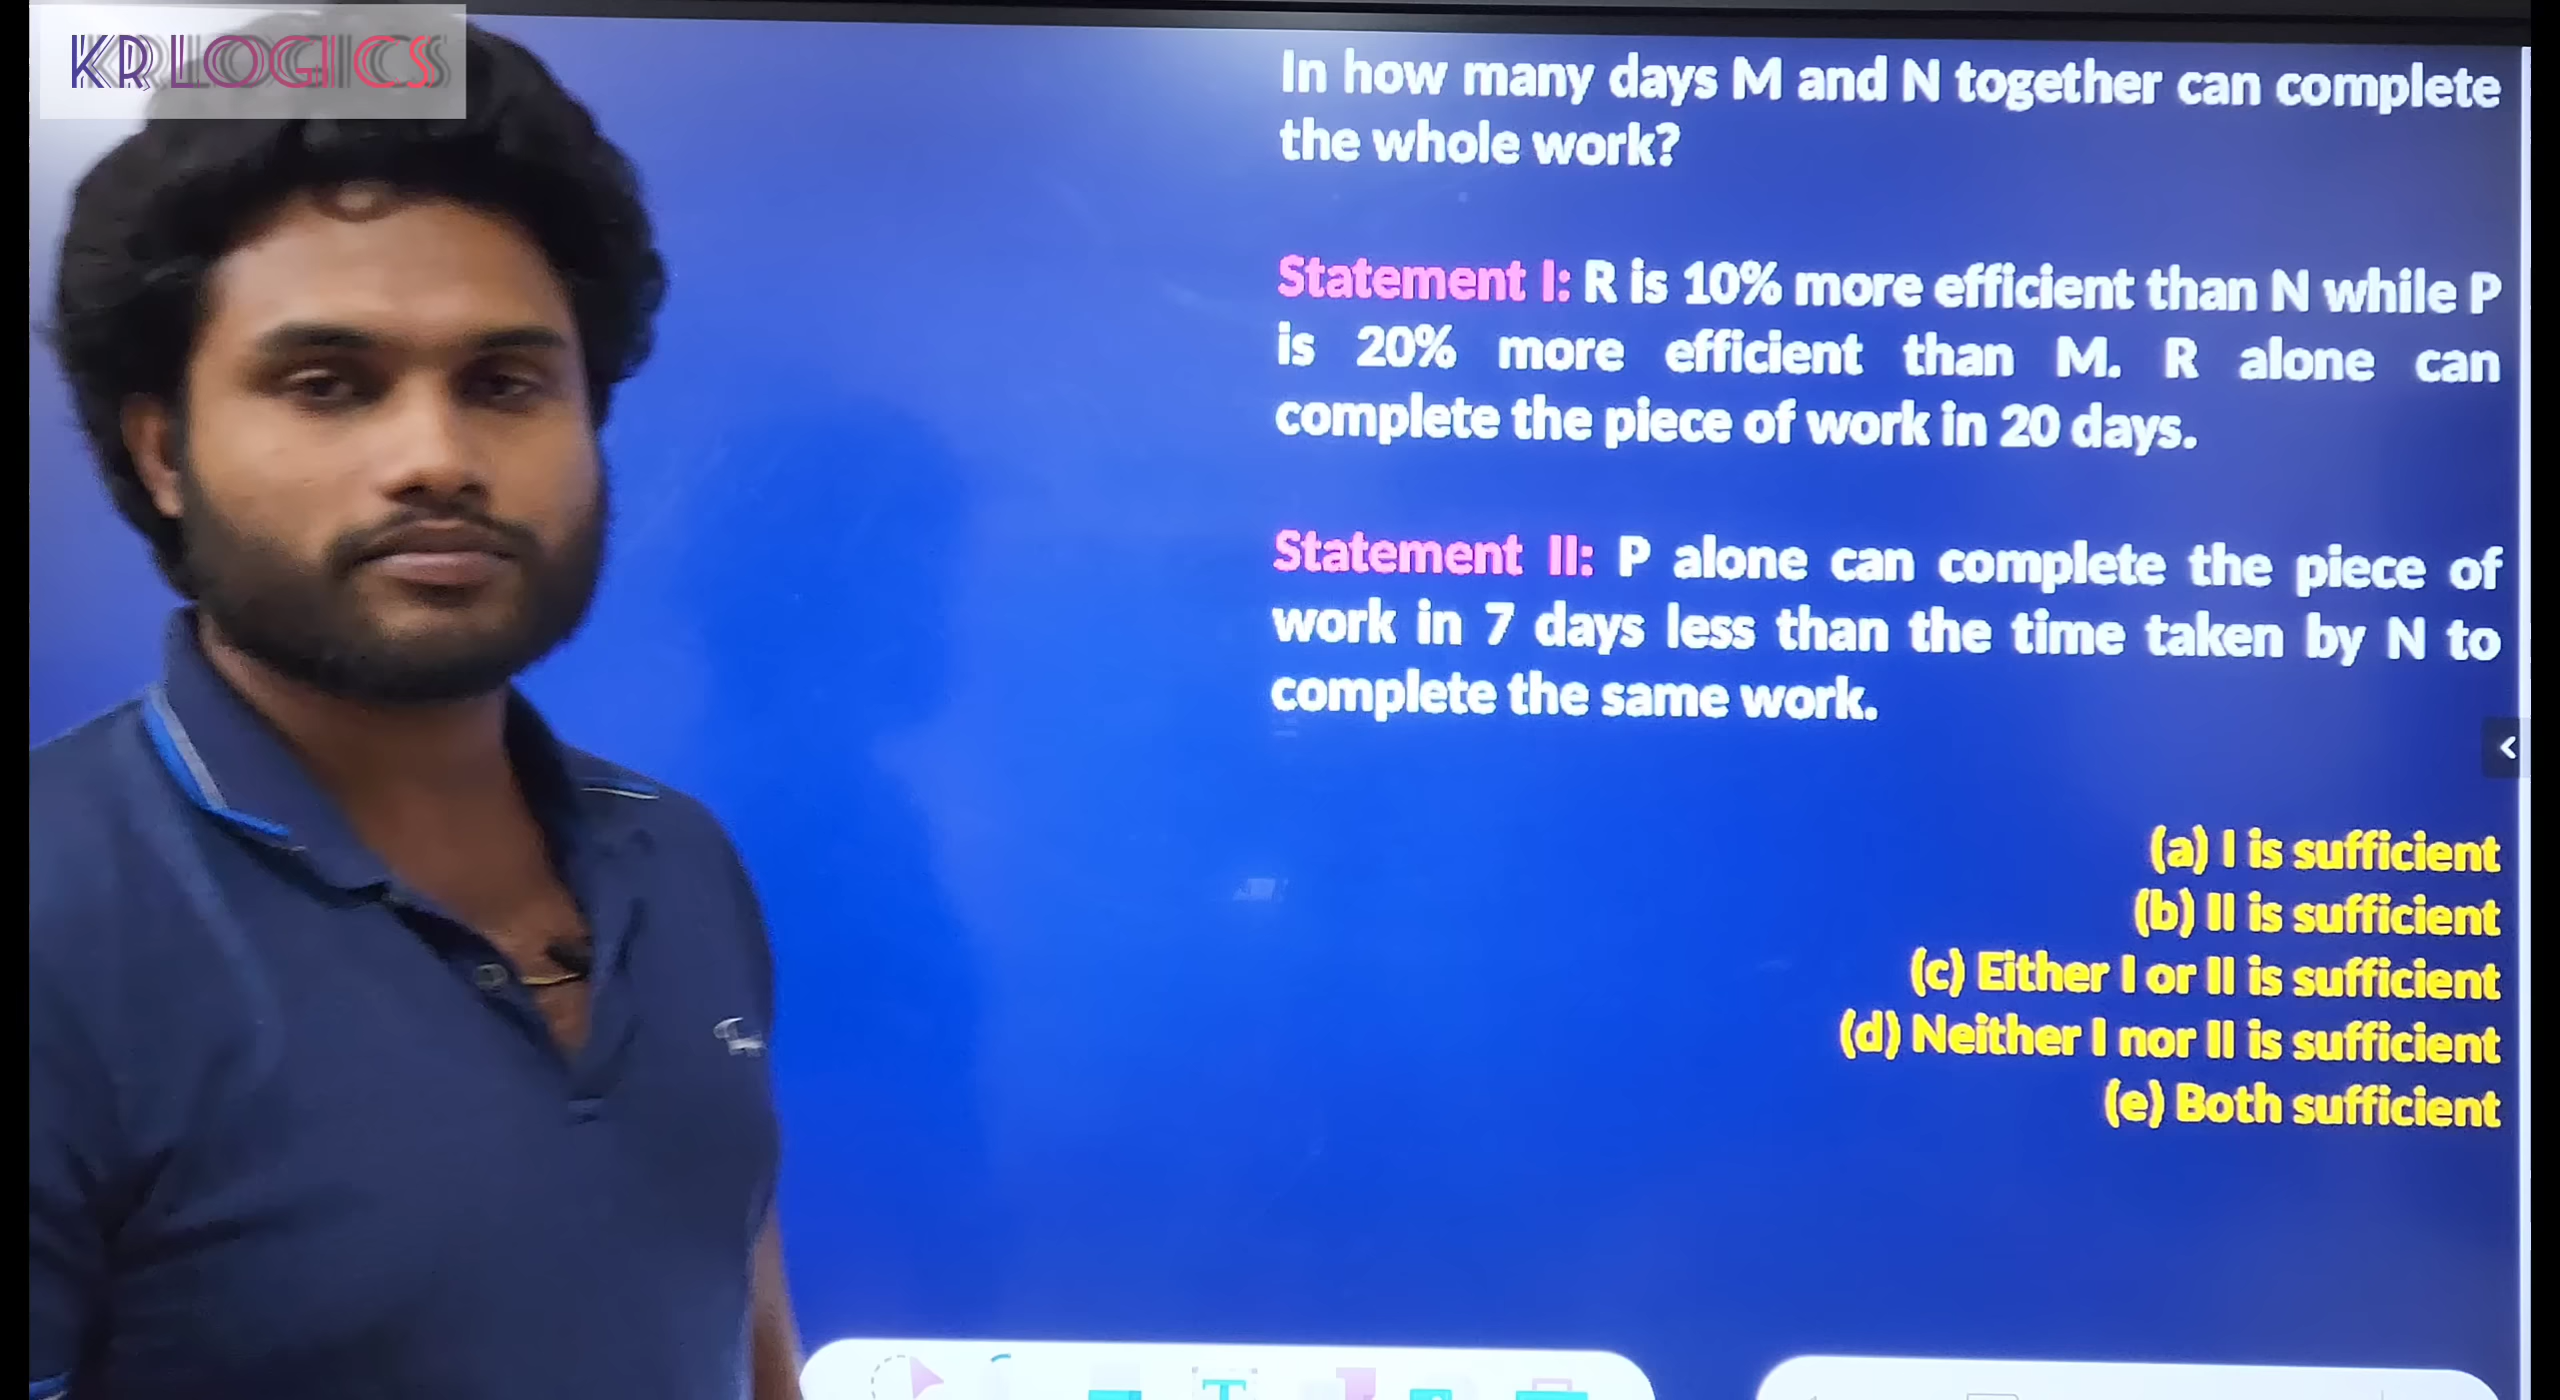 KR LOGICS
In how many days M and N together can complete
the whole work?
Statement I: R is 10% more efficient than N while P
is 20% more efficient than M. R alone can
complete the piece of work in 20 days.
Statement II: P alone can complete the piece of
work in 7 days less than the time taken by N to
complete the same work.
(a) I is sufficient
(b) II is sufficient
(c) Either I or II is sufficient
(d) Neither I nor II is sufficient
(e) Both sufficient